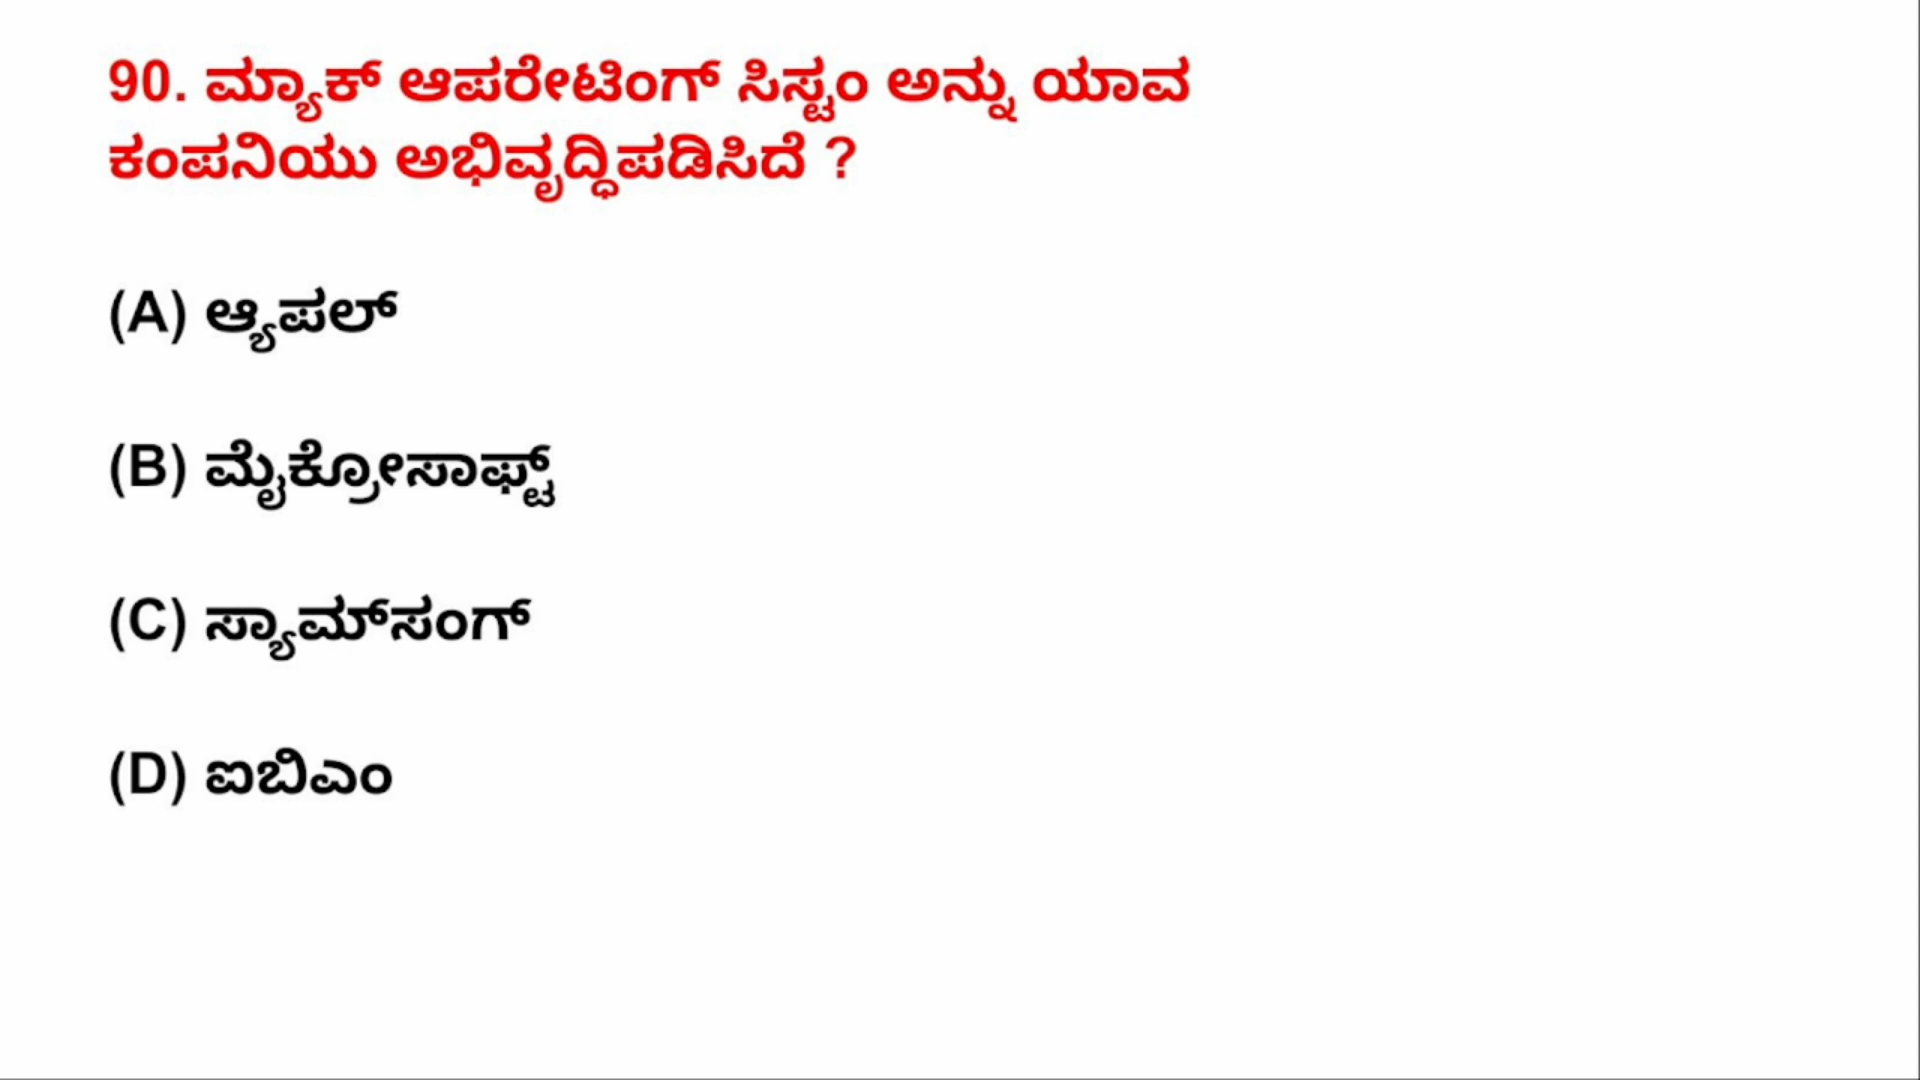 90. ಮ್ಯಾಕ್ ಆಪರೇಟಿಂಗ್ ಸಿಸ್ಟಂ ಅನ್ನು ಯಾವ
ಕಂಪನಿಯು ಅಭಿವೃದ್ಧಿಪಡಿಸಿದೆ ?
(A) ಆ್ಯಪಲ್
(B) ಮೈಕ್ರೋಸಾಫ್ಟ್
(C) ಸ್ಯಾಮ್‌ಸಂಗ್
(D) ಐಬಿಎಂ